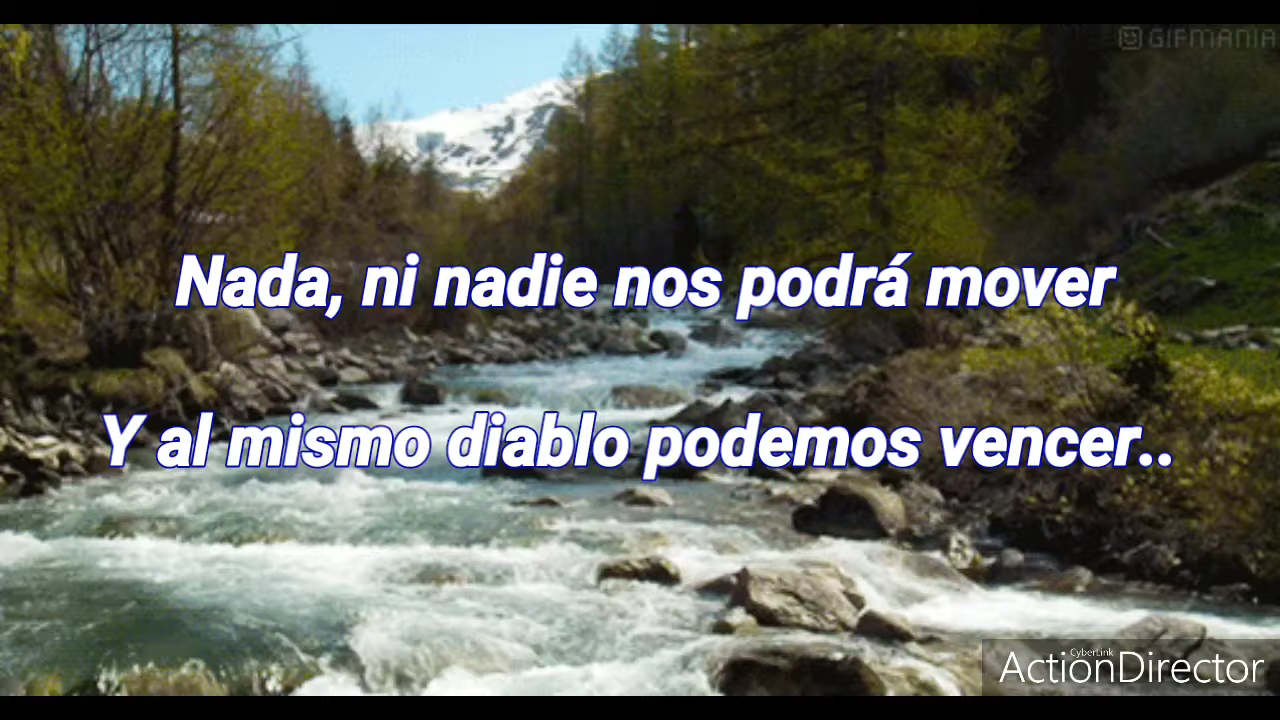 GIFMANIA
Nada, ni nadie nos podrá mover
Y al mismo diablo podemos vencer..
CyberLink
ActionDirector